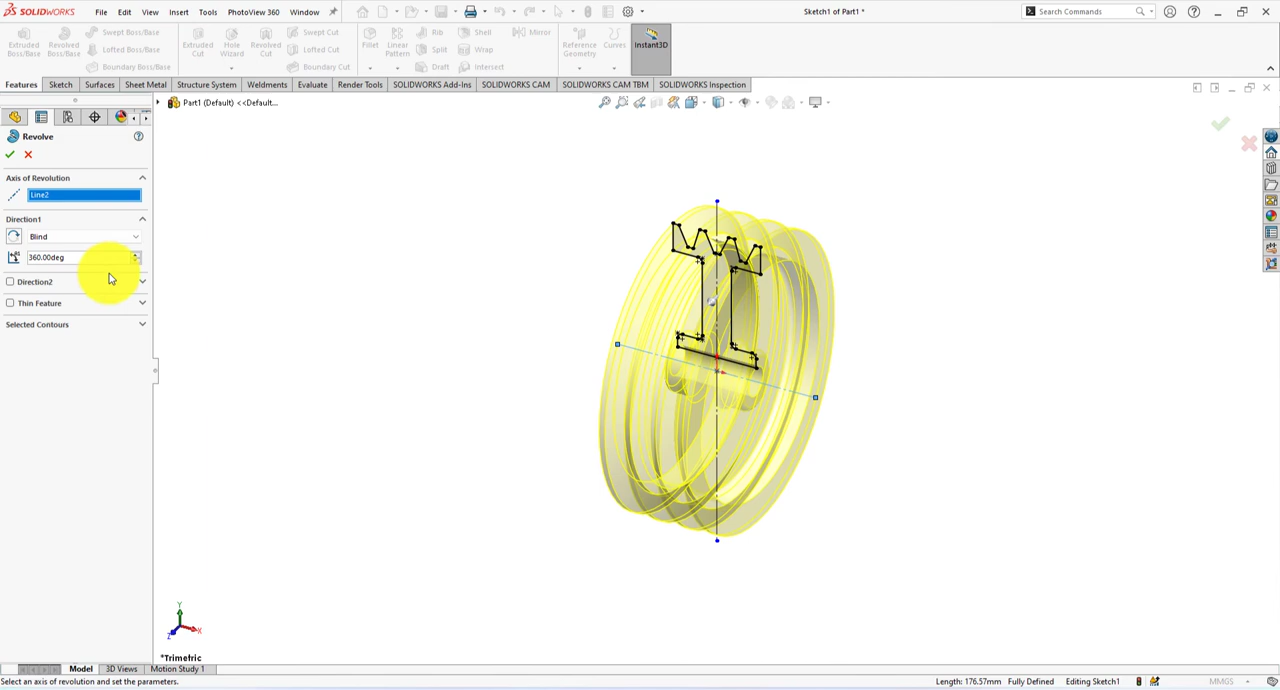 SOLIDWORKS File Edit View Insert Tools PhotoView 360 Window Sketch1 of Part1 * Search Commands
Extruded Boss/Base Revolved Boss/Base Swept Boss/Base Lofted Boss/Base Boundary Boss/Base Extruded Cut Hole Wizard Revolved Cut Swept Cut Lofted Cut Boundary Cut Fillet Linear Pattern Rib Draft Shell Split Wrap Intersect Mirror Reference Geometry Curves Instant3D
Features Sketch Surfaces Sheet Metal Structure System Weldments Evaluate Render Tools SOLIDWORKS Add-Ins SOLIDWORKS CAM SOLIDWORKS CAM TBM SOLIDWORKS Inspection
Part1 (Default) <<Default...
Revolve
Axis of Revolution
Line2
Direction1
Blind
360.00deg
Direction2
Thin Feature
Selected Contours
Y
X
Z
*Trimetric
Model 3D Views Motion Study 1
Select an axis of revolution and set the parameters. Length: 176.57mm Fully Defined Editing Sketch1 MMGS